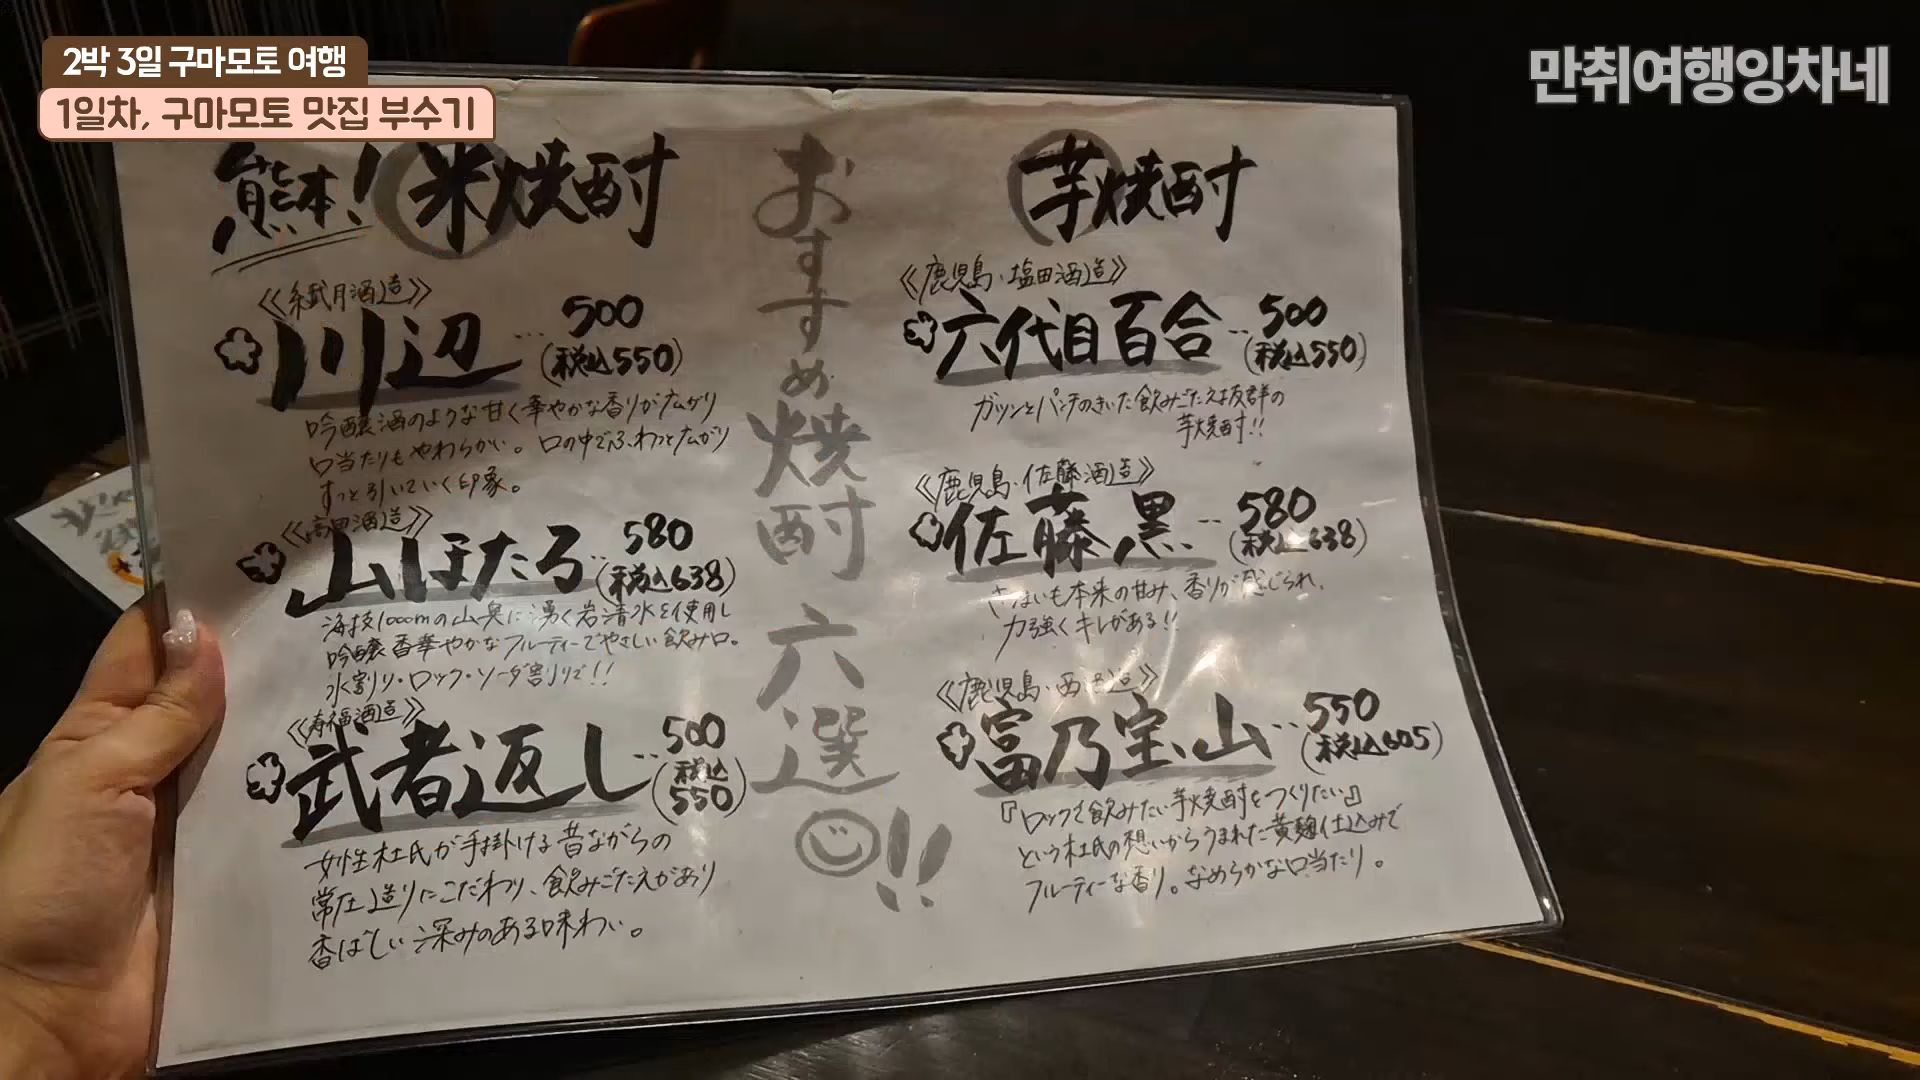 2박 3일 구마모토 여행
1일차, 구마모토 맛집 부수기
만취여행잉차네
熊本! 米焼酎
《繊月酒造》
川辺…500
(税込550)
吟醸酒のような甘く華やかな香りが広がり
口当たりもやわらかい。口の中でふわっと広がり
すっと引いていく印象。
《高田酒造》
山ほたる…580
(税込638)
海抜1000mの山奥に湧く岩清水を使用し
吟醸香華やかなフルーティーでやさしい飲み口。
水割り・ロック・ソーダ割りで!!
《寿福酒造》
武者返し…500
(税込
550)
女性杜氏が手掛ける昔ながらの
常圧造りにこだわり、飲みごたえがあり
香ばしい深みのある味わい。
おすすめ焼酎六選!!
芋焼酎
《鹿児島・塩田酒造》
六代目百合…500
(税込550)
ガツンとパンチのきいた飲みごたえ抜群の
芋焼酎!!
《鹿児島・佐藤酒造》
佐藤黒…580
(税込638)
さつまいも本来の甘み、香りが感じられ、
力強くキレがある!!
《鹿児島・西酒造》
富乃宝山…550
(税込605)
『ロックで飲みたい芋焼酎をつくりたい』
という杜氏の想いからうまれた黄麹仕込みで
フルーティーな香り。なめらかな口当たり。